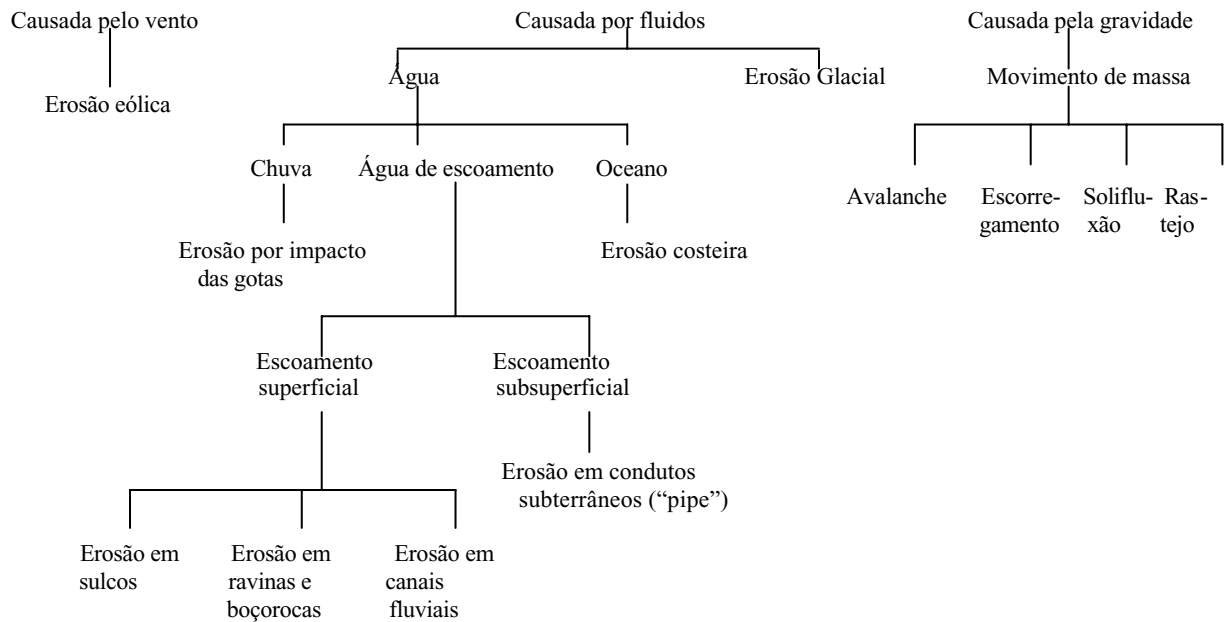 Causada pelo vento
Causada por fluidos
Causada pela gravidade
Erosão eólica
Água
Erosão Glacial
Movimento de massa
Chuva
Água de escoamento
Oceano
Avalanche
Escorre-
gamento
Soliflu-
xão
Ras-
tejo
Erosão por impacto
das gotas
Erosão costeira
Escoamento
superficial
Escoamento
subsuperficial
Erosão em condutos
subterrâneos (“pipe”)
Erosão em
sulcos
Erosão em
ravinas e
boçorocas
Erosão em
canais
fluviais